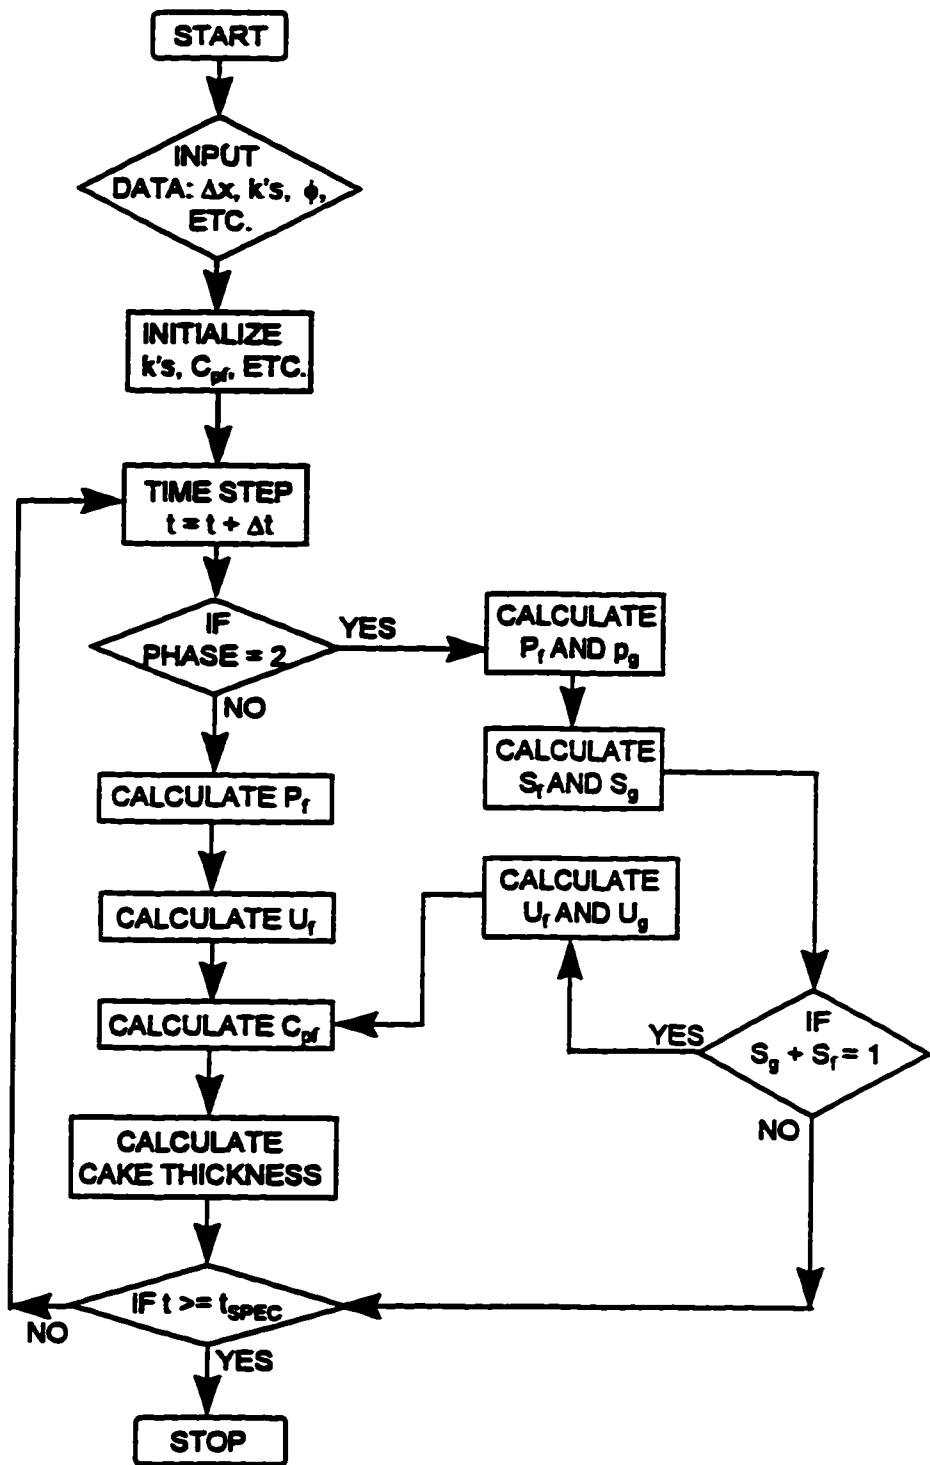 START
INPUT
DATA: Δx, k's, ϕ,
ETC.
INITIALIZE
k's, Cpf, ETC.
TIME STEP
t = t + Δt
IF
PHASE = 2
YES
NO
CALCULATE
Pf AND pg
CALCULATE
Sf AND Sg
CALCULATE Pf
CALCULATE Uf
CALCULATE
Uf AND Ug
CALCULATE Cpf
IF
Sg + Sf = 1
YES
NO
CALCULATE
CAKE THICKNESS
IF t >= tSPEC
NO
YES
STOP